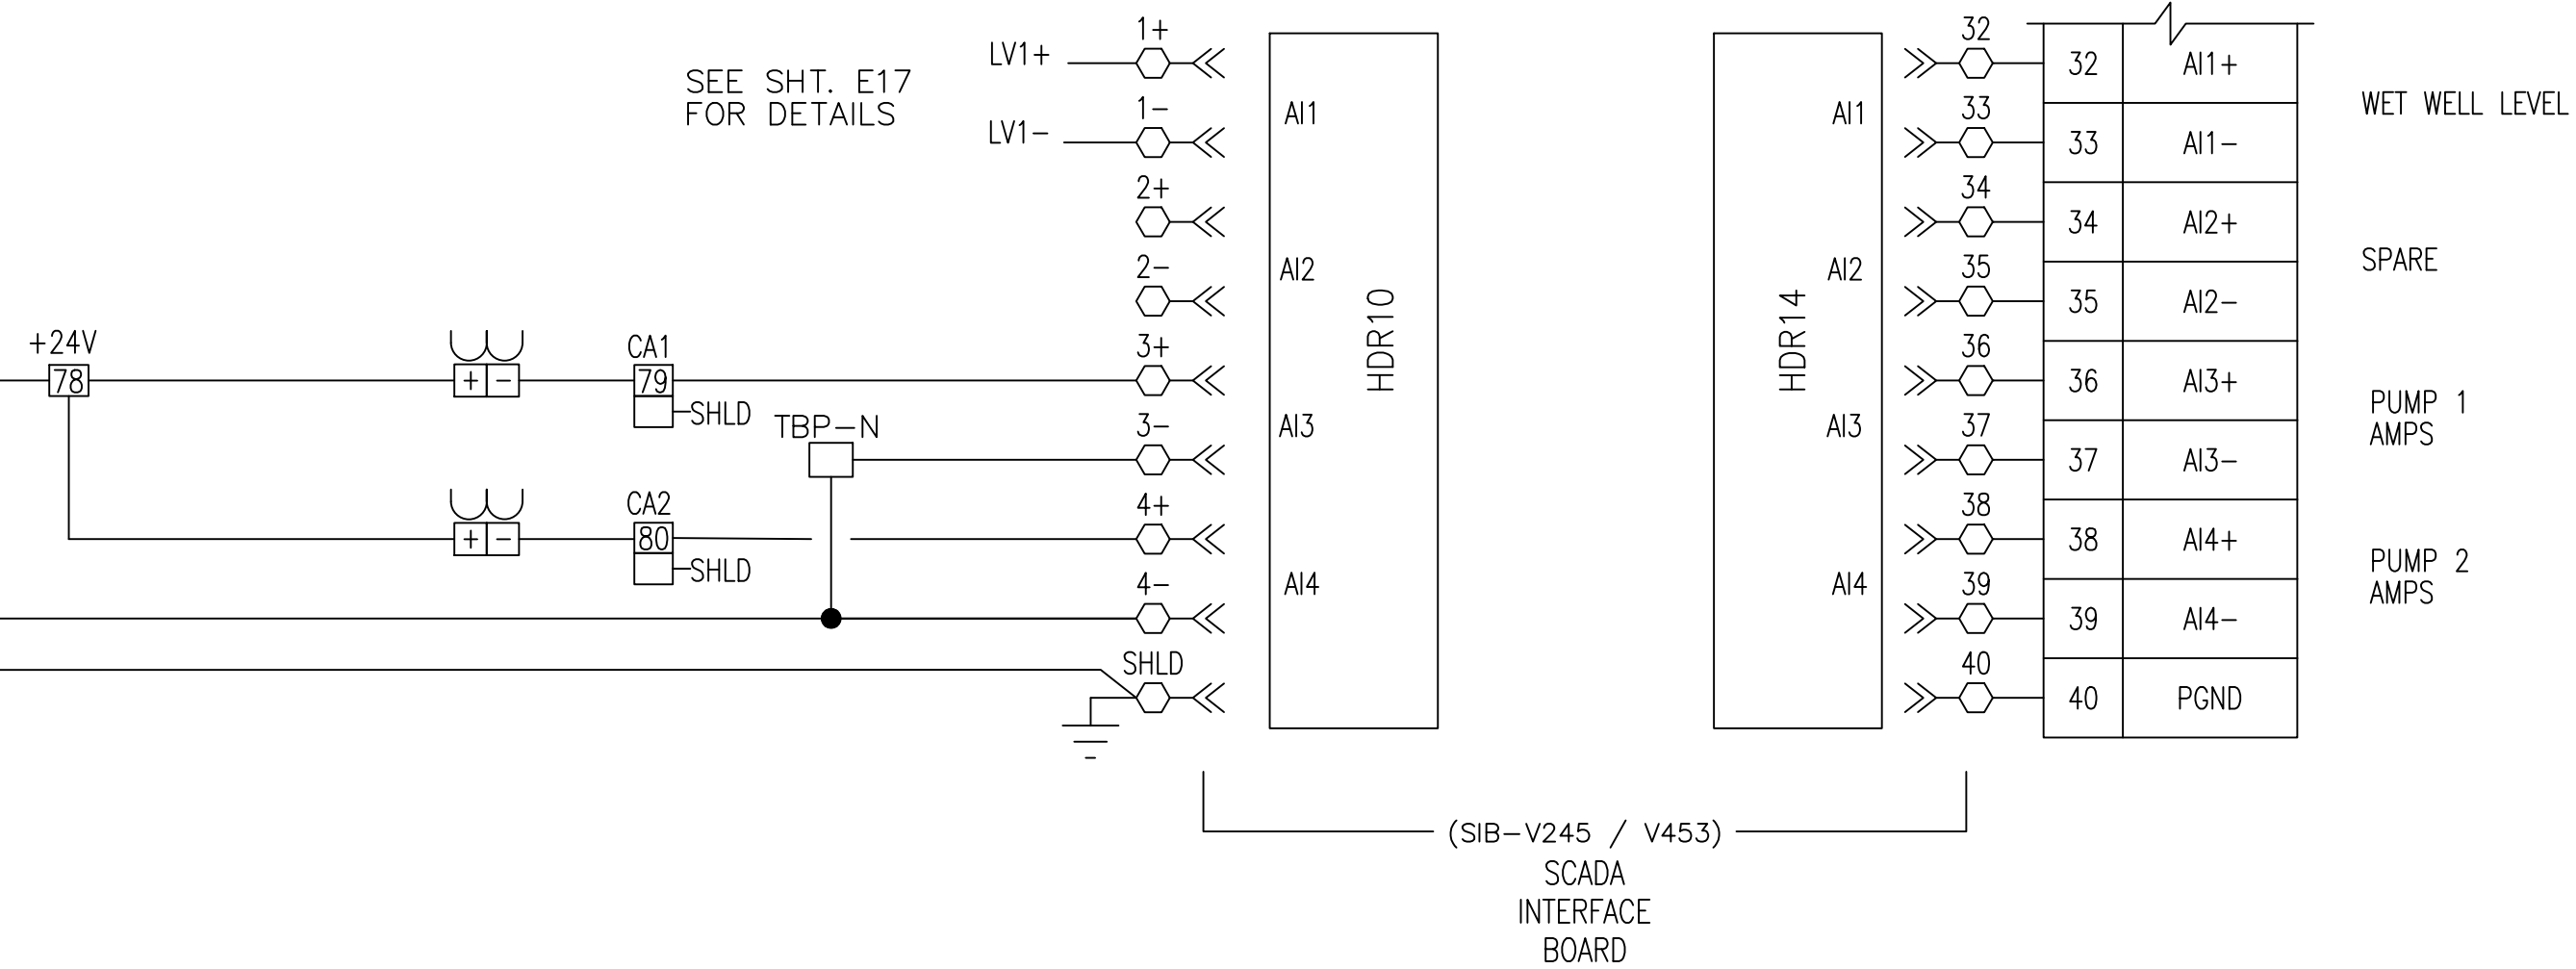 SEE SHT. E17
FOR DETAILS
LV1+
1+
LV1-
1-
2+
2-
+24V
78
+ -
CA1
79
SHLD
3+
TBP-N
3-
+ -
CA2
80
SHLD
4+
4-
SHLD
AI1
AI2
AI3
AI4
HDR10
HDR14
AI1
AI2
AI3
AI4
32
33
34
35
36
37
38
39
40
32 AI1+
33 AI1-
34 AI2+
35 AI2-
36 AI3+
37 AI3-
38 AI4+
39 AI4-
40 PGND
WET WELL LEVEL
SPARE
PUMP 1
AMPS
PUMP 2
AMPS
(SIB-V245 / V453)
SCADA
INTERFACE
BOARD